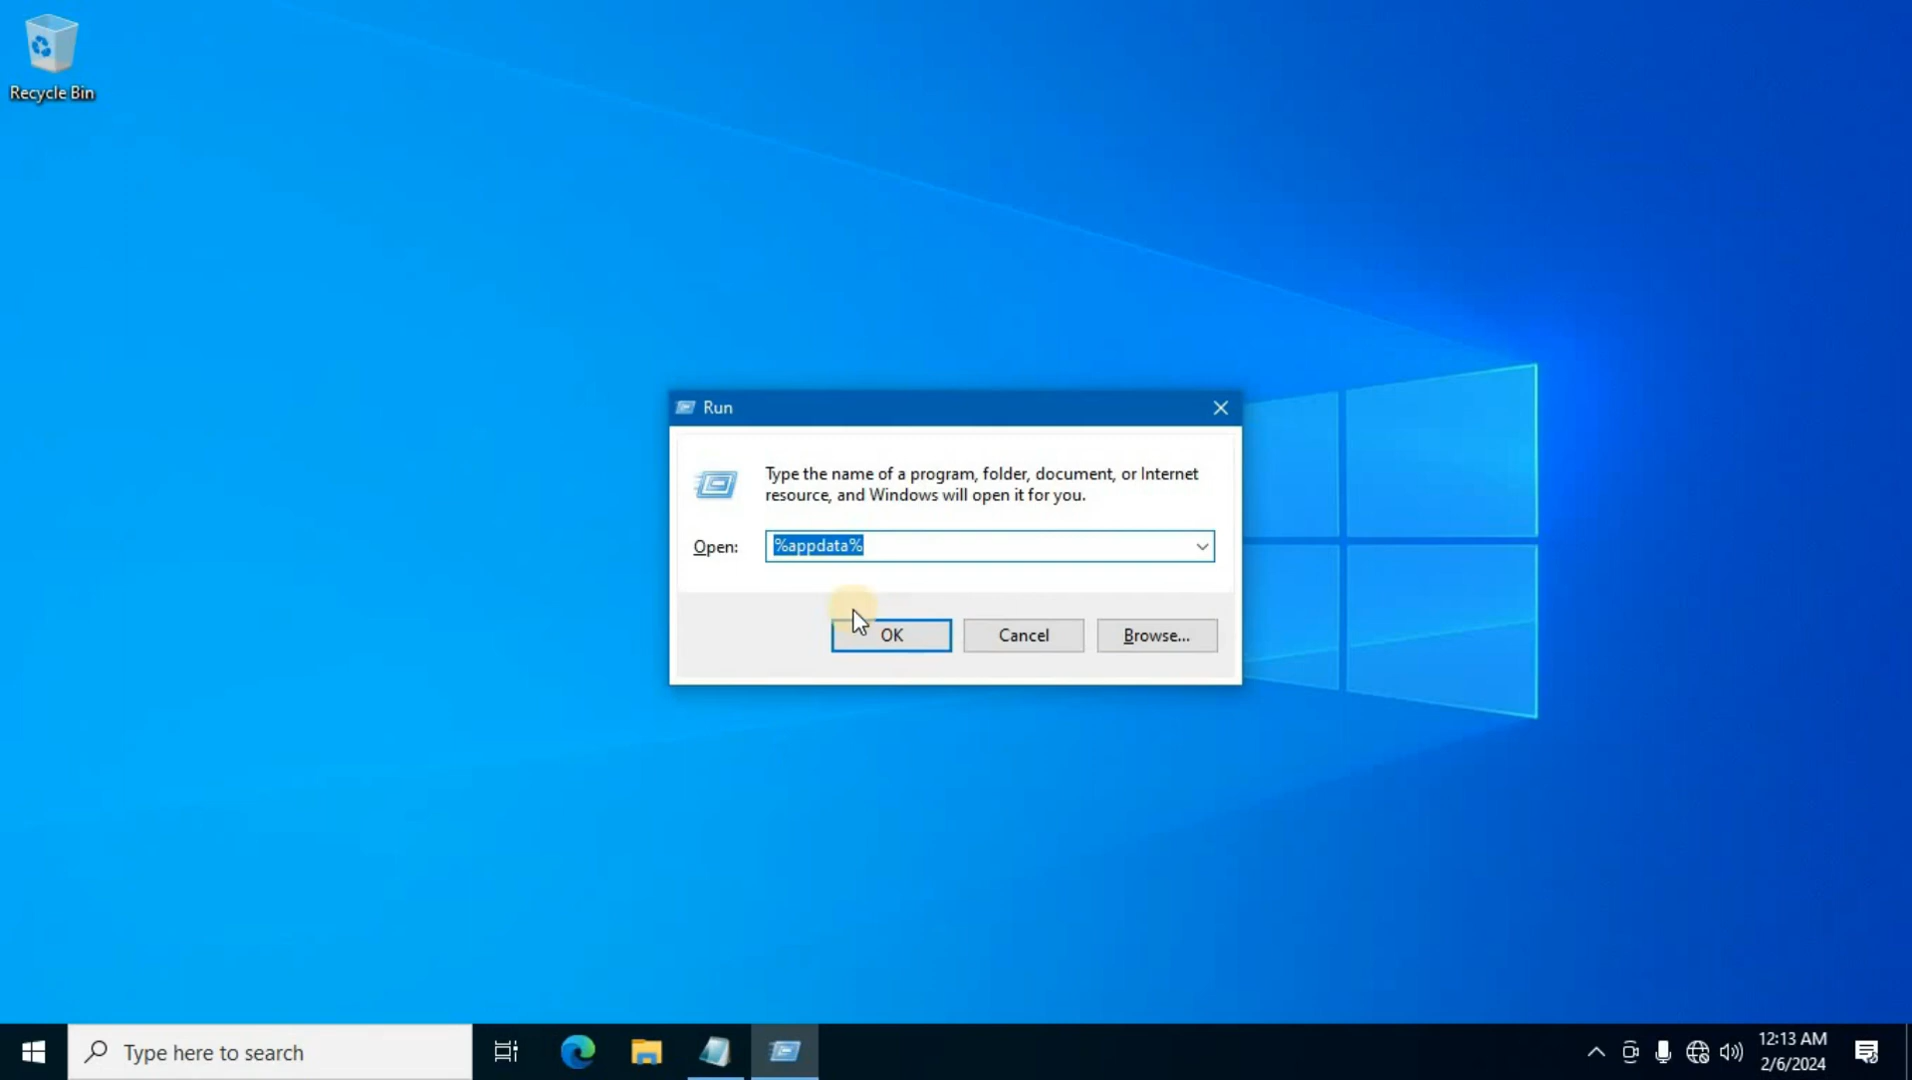 Recycle Bin
Run
Type the name of a program, folder, document, or Internet
resource, and Windows will open it for you.
Open:
%appdata%
OK
Cancel
Browse...
Type here to search
12:13 AM
2/6/2024